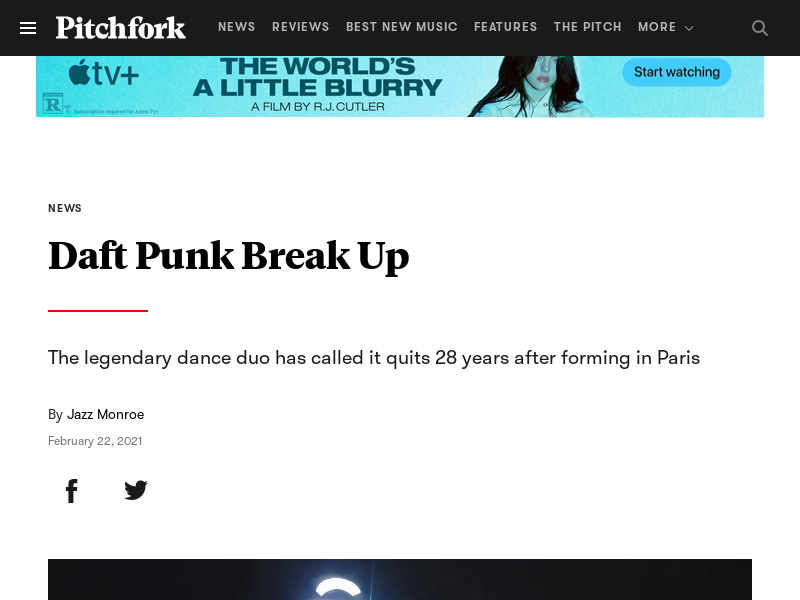 Pitchfork NEWS REVIEWS BEST NEW MUSIC FEATURES THE PITCH MORE
tv+
THE WORLD'S
A LITTLE BLURRY
A FILM BY R.J. CUTLER
Start watching
R
Subscription required for Apple TV+
NEWS
Daft Punk Break Up
The legendary dance duo has called it quits 28 years after forming in Paris
By Jazz Monroe
February 22, 2021